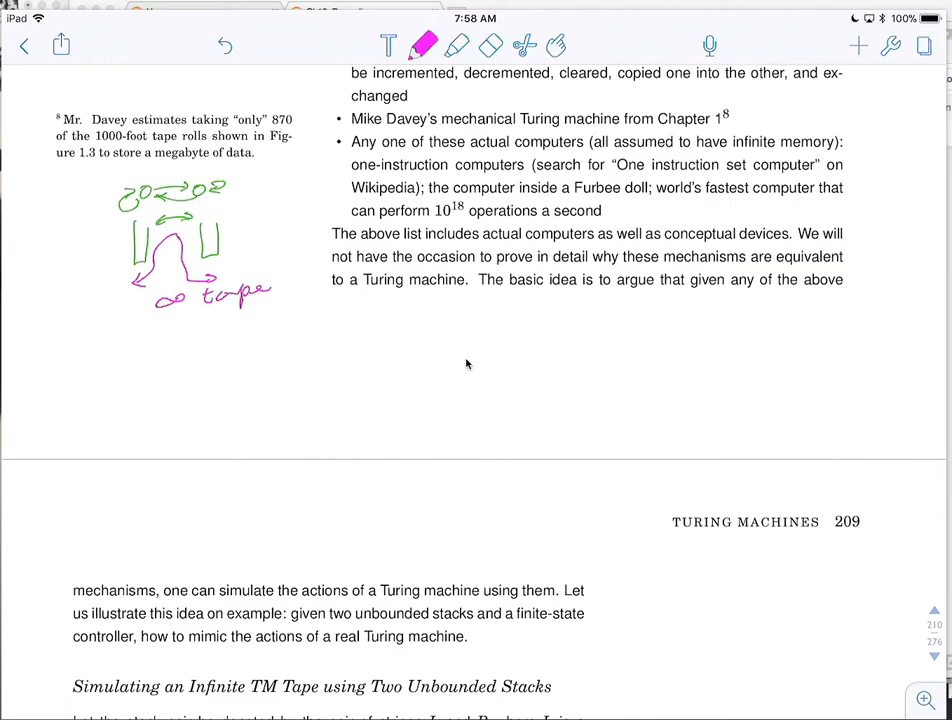 iPad 7:58 AM 100%
be incremented, decremented, cleared, copied one into the other, and ex-
changed
• Mike Davey's mechanical Turing machine from Chapter 1⁸
• Any one of these actual computers (all assumed to have infinite memory):
one-instruction computers (search for "One instruction set computer" on
Wikipedia); the computer inside a Furbee doll; world's fastest computer that
can perform 10¹⁸ operations a second
The above list includes actual computers as well as conceptual devices. We will
not have the occasion to prove in detail why these mechanisms are equivalent
to a Turing machine. The basic idea is to argue that given any of the above
⁸ Mr. Davey estimates taking "only" 870
of the 1000-foot tape rolls shown in Fig-
ure 1.3 to store a megabyte of data.
∞ tape
TURING MACHINES 209
mechanisms, one can simulate the actions of a Turing machine using them. Let
us illustrate this idea on example: given two unbounded stacks and a finite-state
controller, how to mimic the actions of a real Turing machine.
Simulating an Infinite TM Tape using Two Unbounded Stacks
210
276